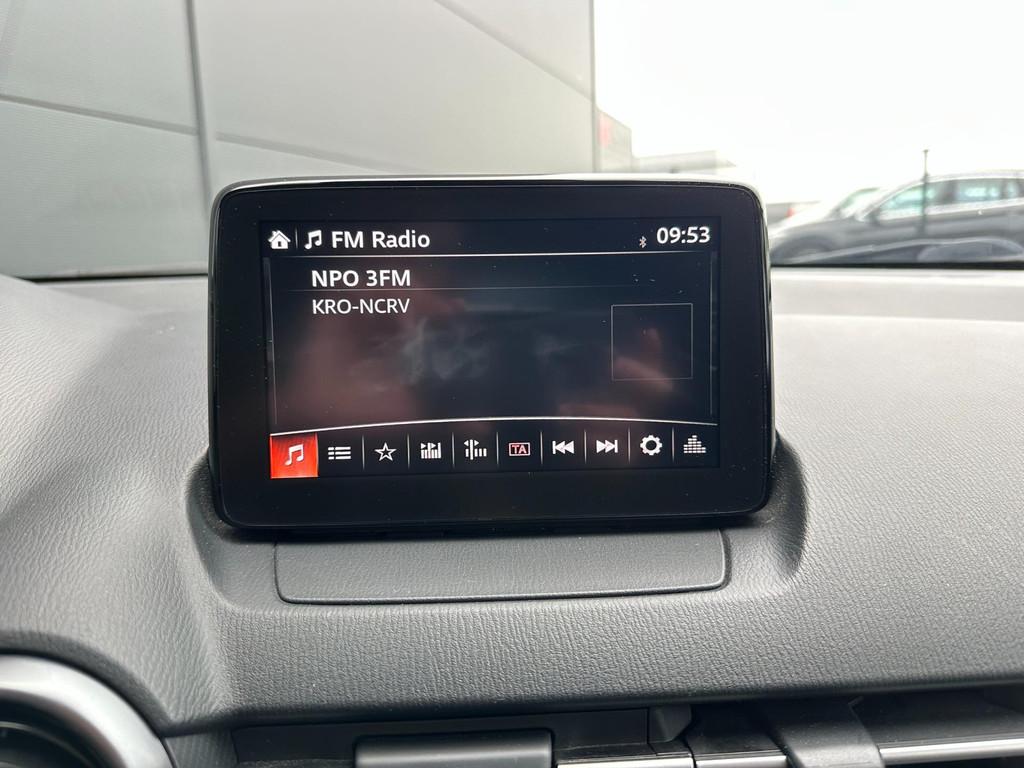 FM Radio
09:53
NPO 3FM
KRO-NCRV
TA